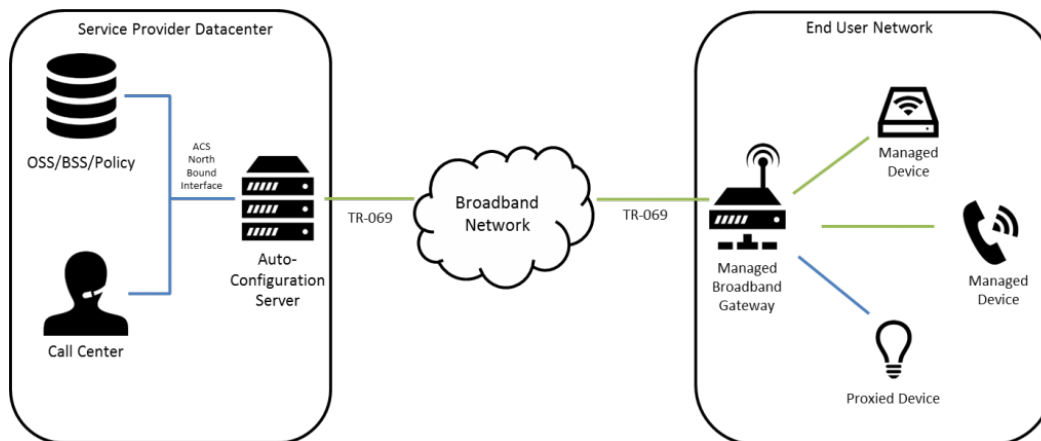 Service Provider Datacenter
OSS/BSS/Policy
ACS
North
Bound
Interface
Auto-
Configuration
Server
Call Center
TR-069
Broadband
Network
TR-069
End User Network
Managed
Device
Managed
Broadband
Gateway
Managed
Device
Proxied Device